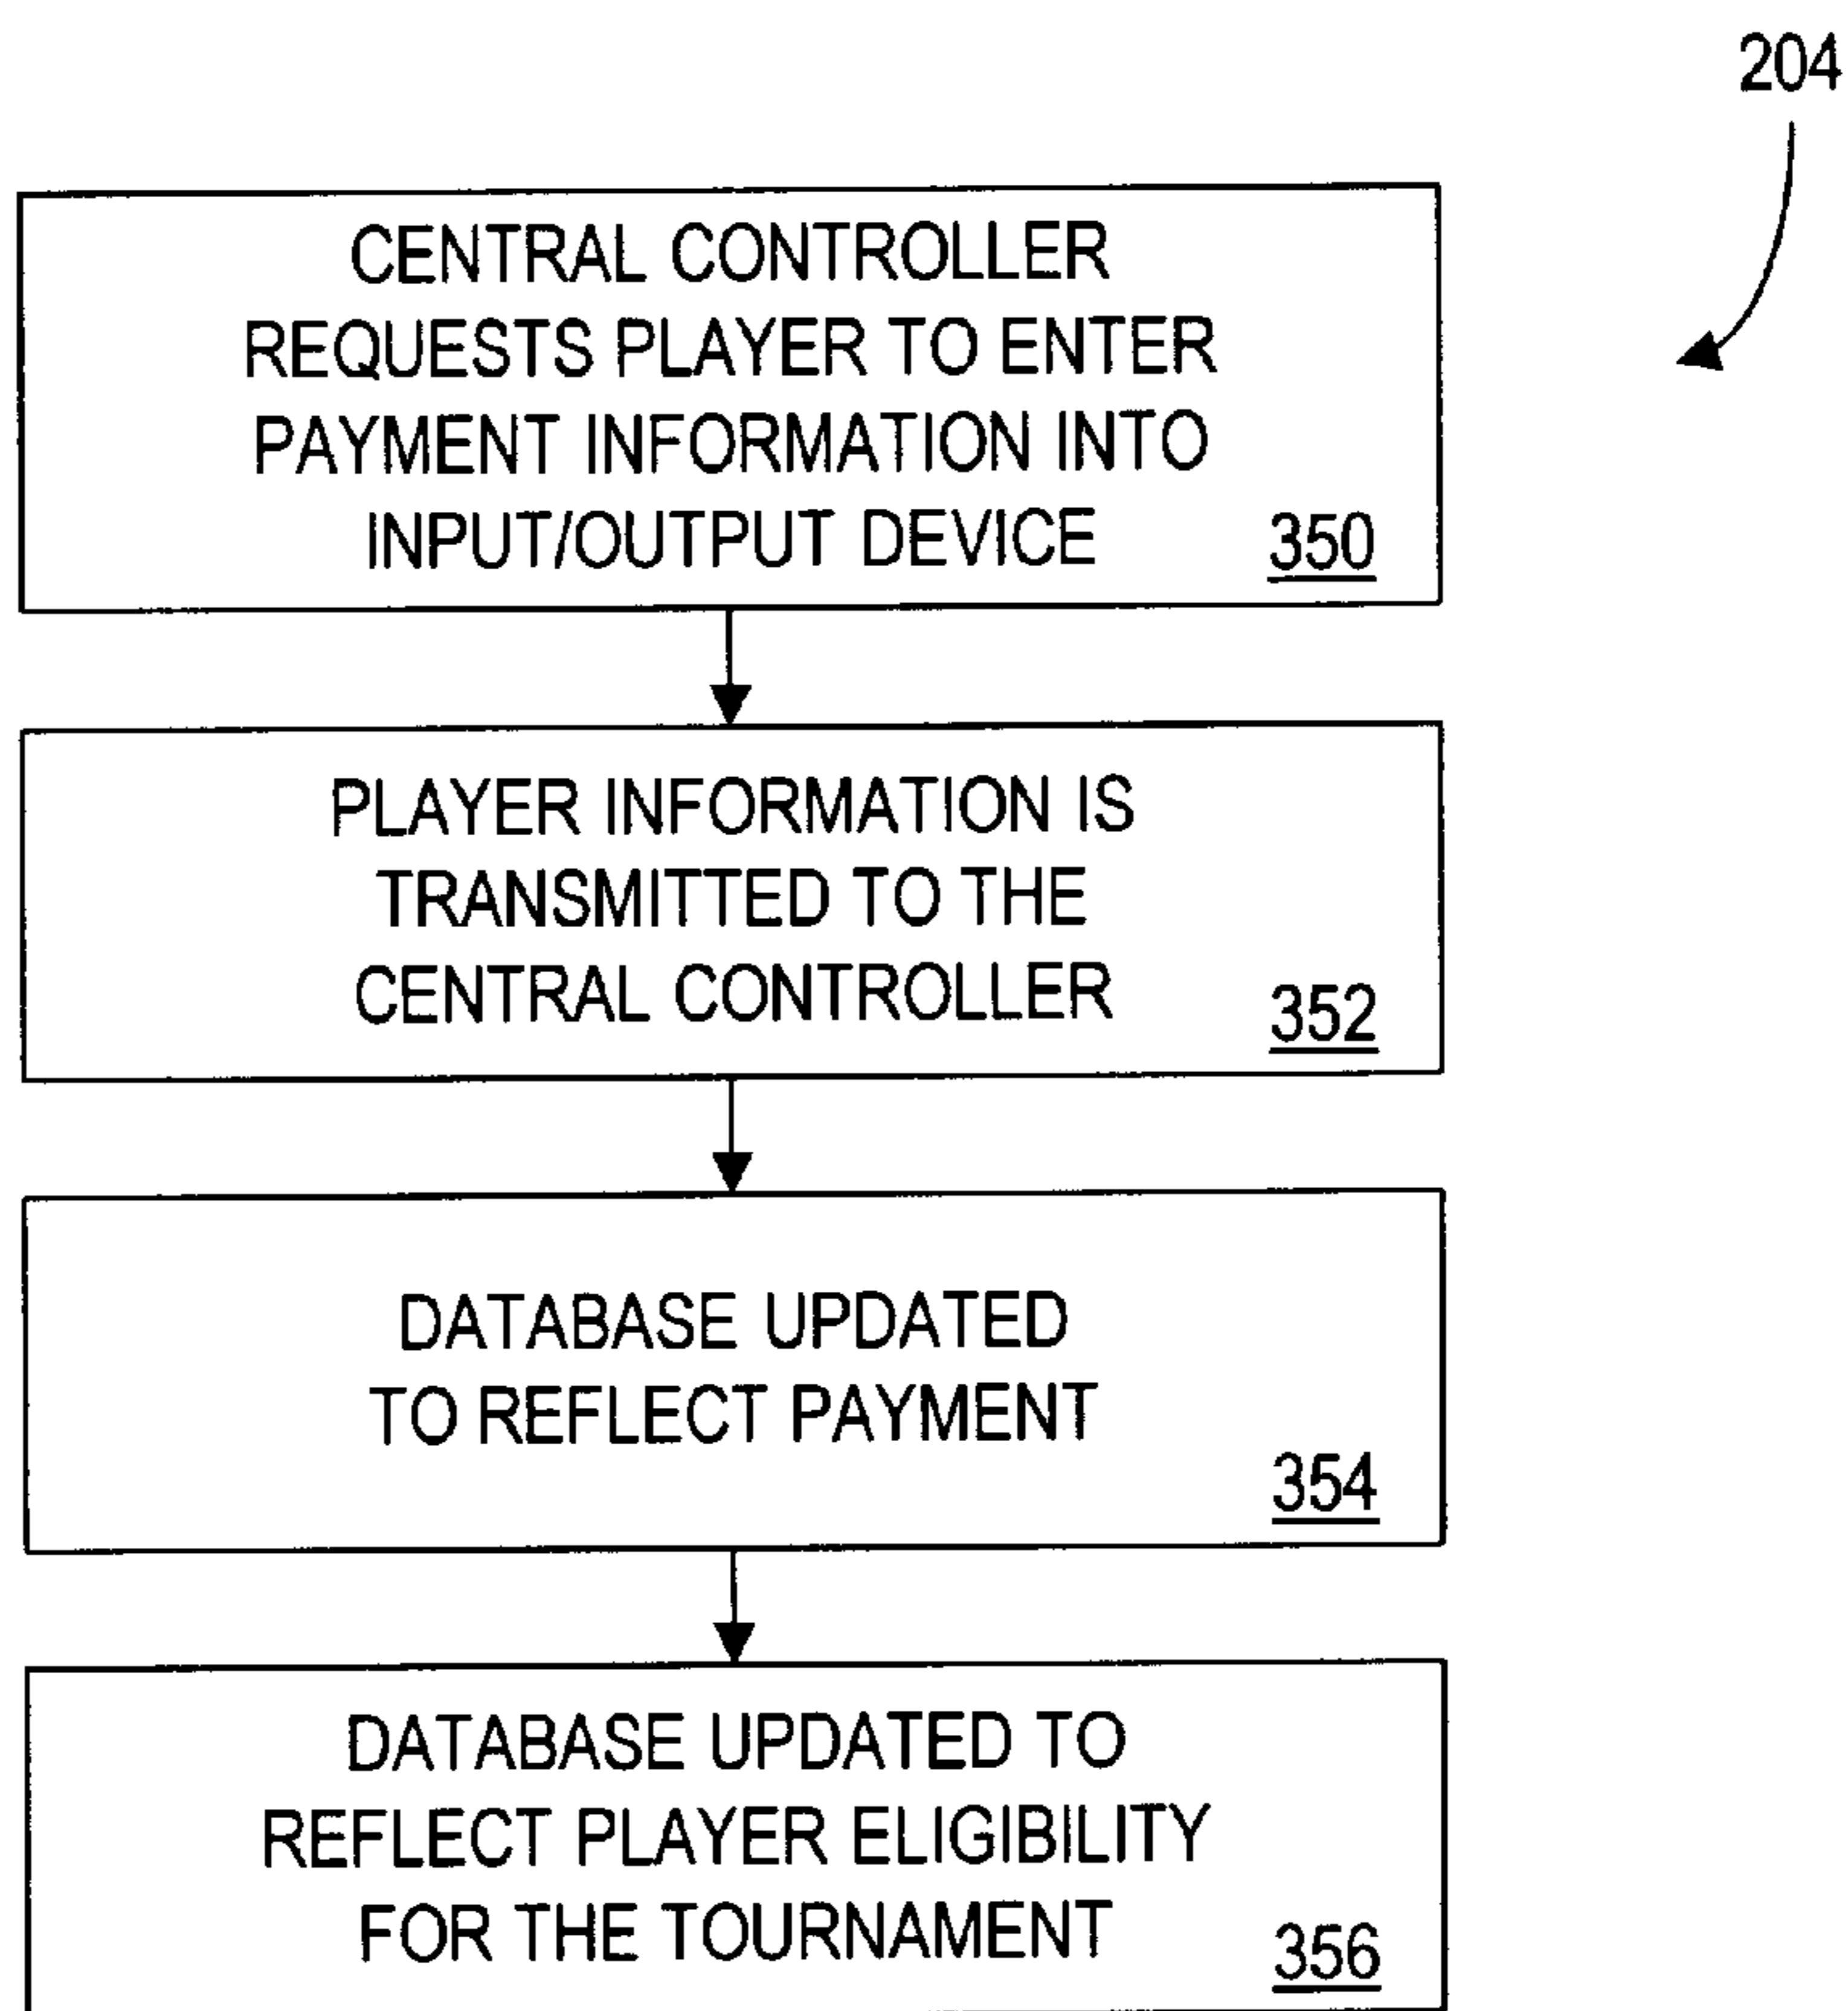 204
CENTRAL CONTROLLER
REQUESTS PLAYER TO ENTER
PAYMENT INFORMATION INTO
INPUT/OUTPUT DEVICE 350
PLAYER INFORMATION IS
TRANSMITTED TO THE
CENTRAL CONTROLLER
352
DATABASE UPDATED
TO REFLECT PAYMENT
354
DATABASE UPDATED TO
REFLECT PLAYER ELIGIBILITY
FOR THE TOURNAMENT
356